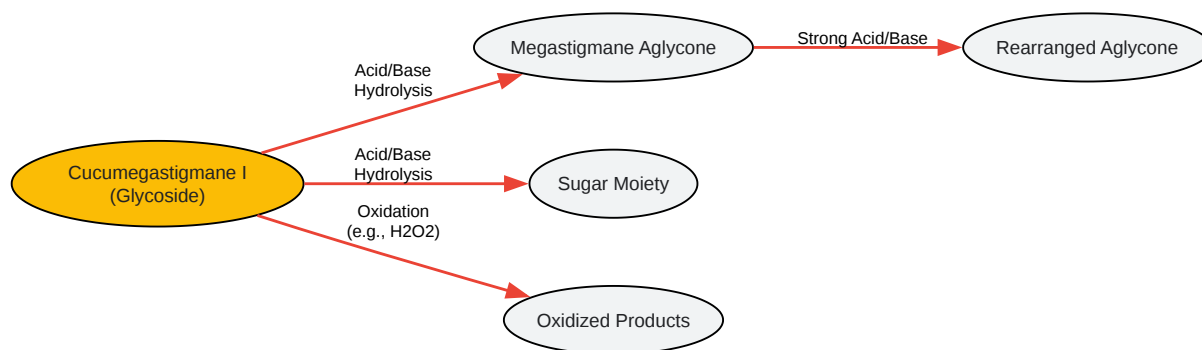 Megastigmane Aglycone
Strong Acid/Base
Rearranged Aglycone
Acid/Base
Hydrolysis
Cucumegastigmane I
(Glycoside)
Acid/Base
Hydrolysis
Sugar Moiety
Oxidation
(e.g., H2O2)
Oxidized Products